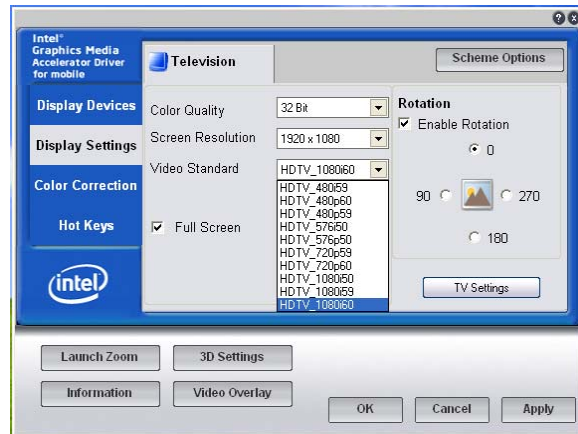 Intel®
Graphics Media
Accelerator Driver
for mobile
Television
Scheme Options
Display Devices
Display Settings
Color Correction
Hot Keys
intel
Color Quality
32 Bit
Screen Resolution
1920 x 1080
Video Standard
HDTV_1080i60
HDTV_480i59
HDTV_480p60
HDTV_480p59
HDTV_576i50
HDTV_576p50
HDTV_720p59
HDTV_720p60
HDTV_1080i50
HDTV_1080i59
HDTV_1080i60
Full Screen
Rotation
Enable Rotation
0
90
270
180
TV Settings
Launch Zoom
3D Settings
Information
Video Overlay
OK
Cancel
Apply